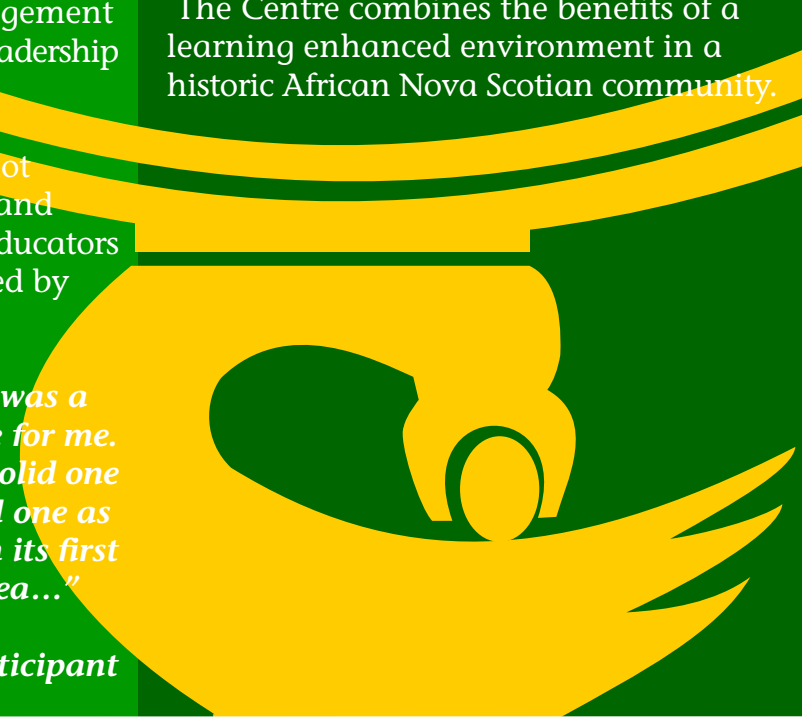 gement
adership
ot
and
ducators
ed by
was a
e for me.
olid one
l one as
n its first
ea…”
ticipant
The Centre combines the benefits of a
learning enhanced environment in a
historic African Nova Scotian community.